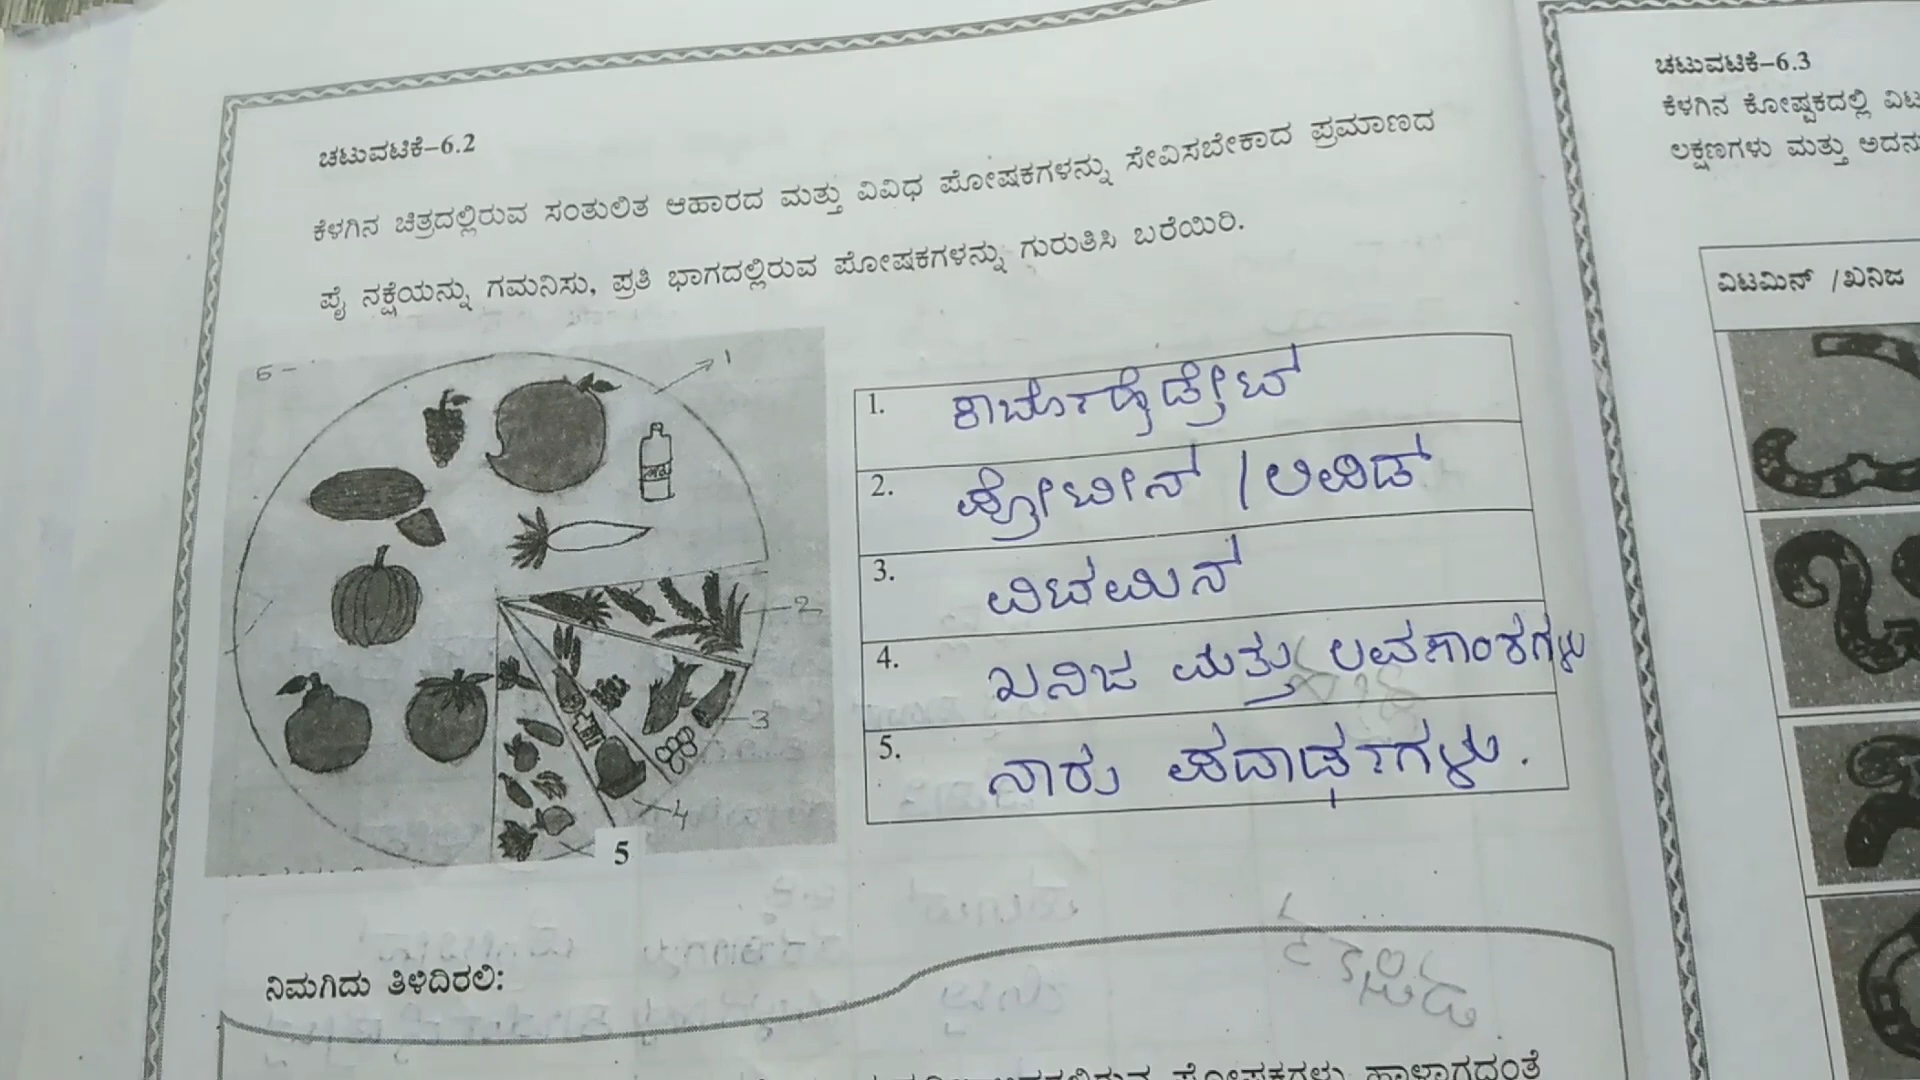 ಚಟುವಟಿಕೆ–6.2
ಕೆಳಗಿನ ಚಿತ್ರದಲ್ಲಿರುವ ಸಂತುಲಿತ ಆಹಾರದ ಮತ್ತು ವಿವಿಧ ಪೋಷಕಗಳನ್ನು ಸೇವಿಸಬೇಕಾದ ಪ್ರಮಾಣದ
ಪೈ ನಕ್ಷೆಯನ್ನು ಗಮನಿಸು, ಪ್ರತಿ ಭಾಗದಲ್ಲಿರುವ ಪೋಷಕಗಳನ್ನು ಗುರುತಿಸಿ ಬರೆಯಿರಿ.
6 –
1
2
3
4
5
1. ಕಾರ್ಬೋಹೈಡ್ರೇಟ್
2. ಪ್ರೋಟೀನ್ / ಲಿಪಿಡ್
3. ವಿಟಮಿನ್
4. ಖನಿಜ ಮತ್ತು ಲವಣಾಂಶಗಳು
5. ನಾರು ಪದಾರ್ಥಗಳು.
ನಿಮಗಿದು ತಿಳಿದಿರಲಿ:
ಪೋಷಕಗಳು ಹಾಳಾಗದಂತೆ
ಚಟುವಟಿಕೆ–6.3
ಕೆಳಗಿನ ಕೋಷ್ಟಕದಲ್ಲಿ
ಲಕ್ಷಣಗಳು ಮತ್ತು
ವಿಟಮಿನ್ /ಖನಿಜ